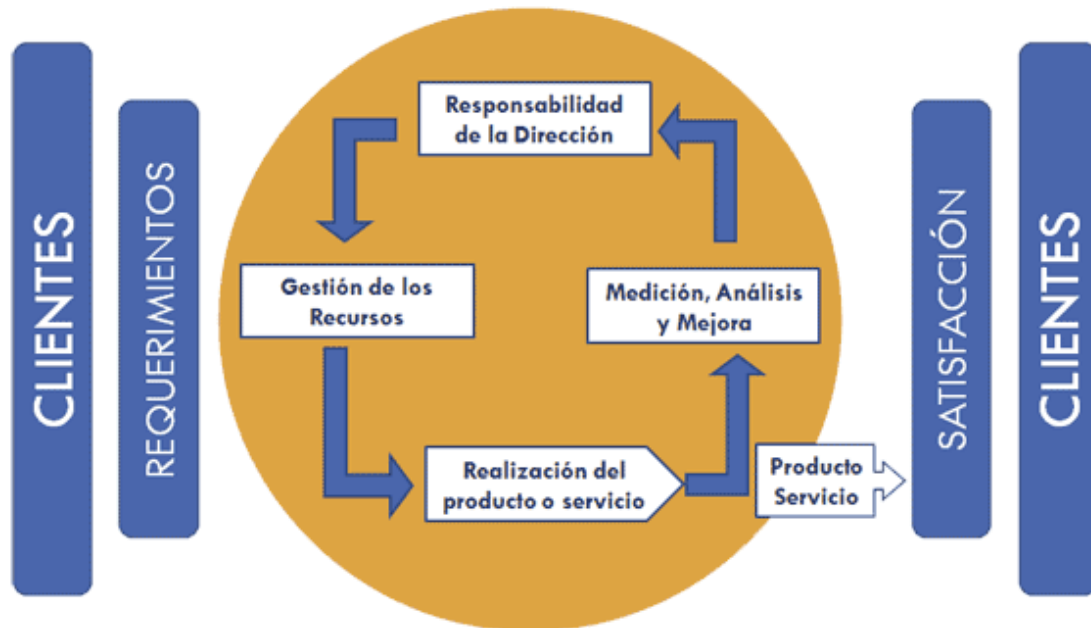 CLIENTES
REQUERIMIENTOS
Responsabilidad
de la Dirección
Gestión de los
Recursos
Medición, Análisis
y Mejora
Realización del
producto o servicio
Producto
Servicio
SATISFACCIÓN
CLIENTES